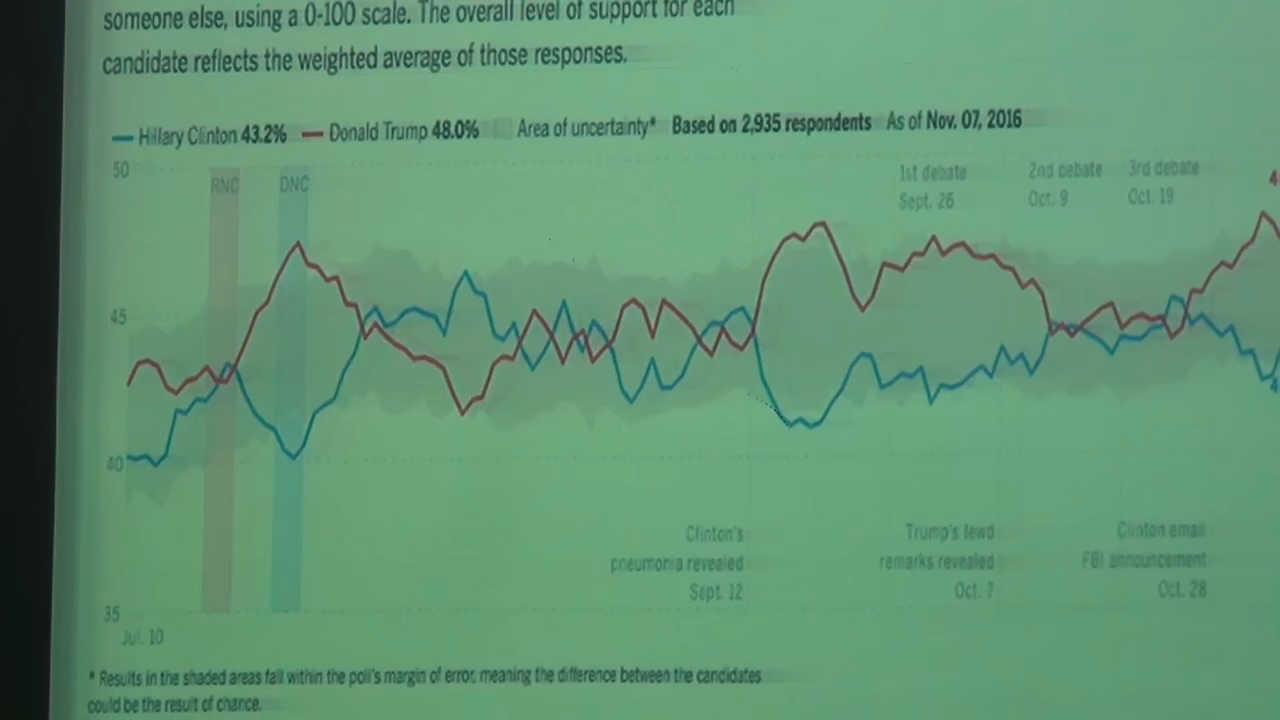 someone else, using a 0-100 scale. The overall level of support for each
candidate reflects the weighted average of those responses.
Hillary Clinton 43.2% Donald Trump 48.0% Area of uncertainty* Based on 2,935 respondents As of Nov. 07, 2016
50
RNC DNC
1st debate
Sept. 26
2nd debate
Oct. 9
3rd debate
Oct. 19
4
45
4
40
Clinton's
pneumonia revealed
Sept. 12
Trump's lewd
remarks revealed
Oct. 7
Clinton email
FBI announcement
Oct. 28
35
Jul. 10
* Results in the shaded areas fall within the poll's margin of error, meaning the difference between the candidates
could be the result of chance.